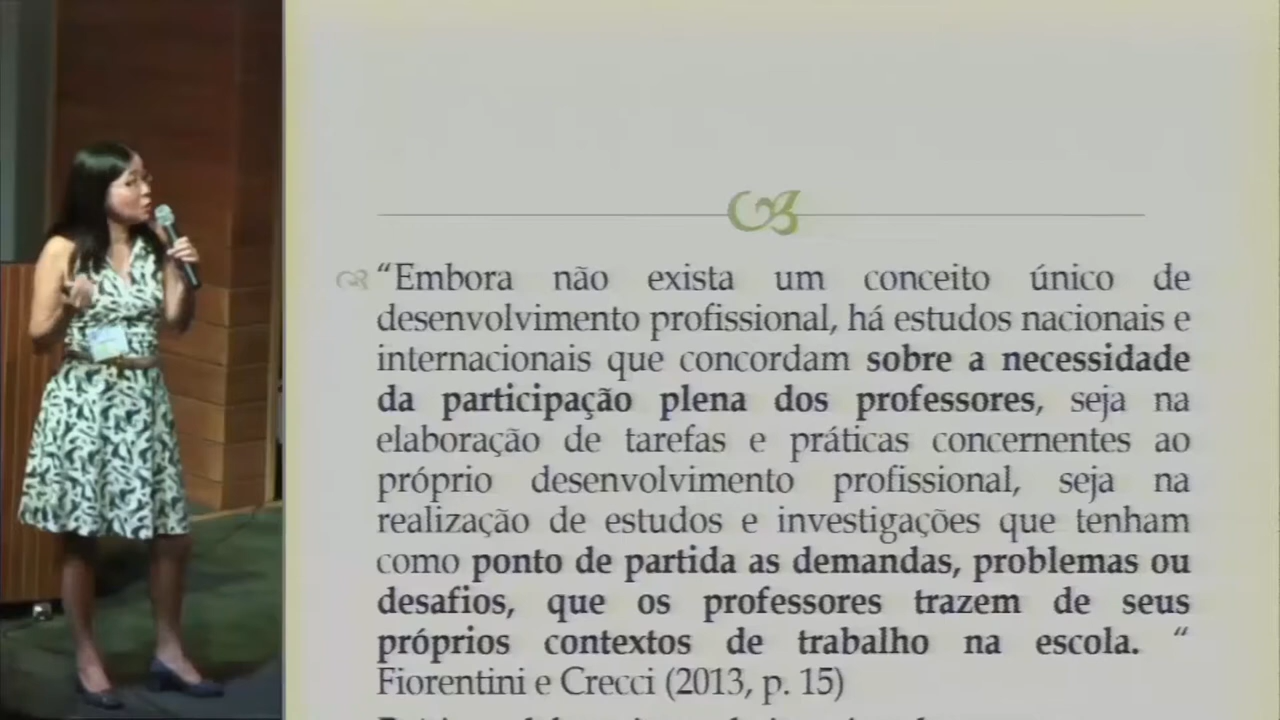 “Embora não exista um conceito único de
desenvolvimento profissional, há estudos nacionais e
internacionais que concordam sobre a necessidade
da participação plena dos professores, seja na
elaboração de tarefas e práticas concernentes ao
próprio desenvolvimento profissional, seja na
realização de estudos e investigações que tenham
como ponto de partida as demandas, problemas ou
desafios, que os professores trazem de seus
próprios contextos de trabalho na escola. “
Fiorentini e Crecci (2013, p. 15)